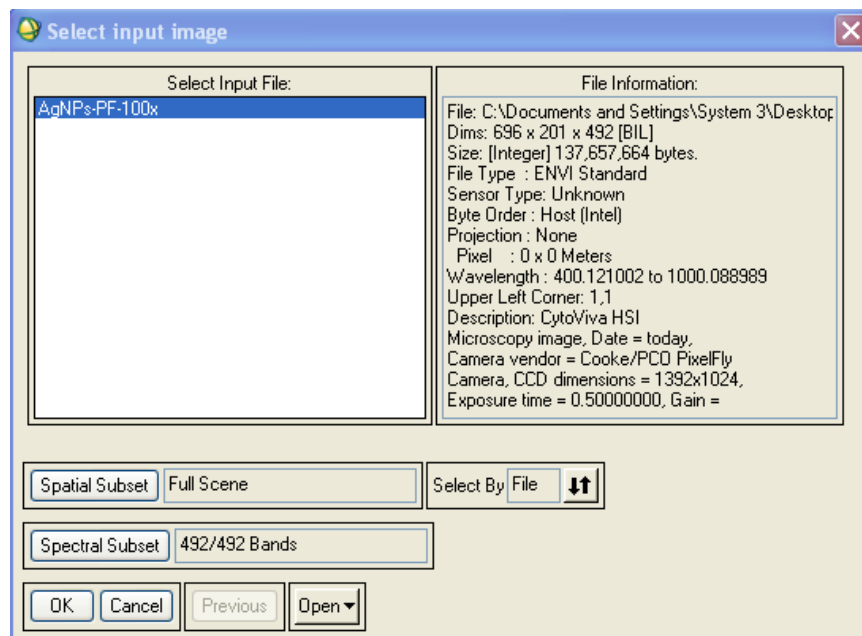 Select input image
Select Input File:
AgNPs-PF-100x
File Information:
File: C:\Documents and Settings\System 3\Desktop
Dims: 696 x 201 x 492 [BIL]
Size: [Integer] 137,657,664 bytes.
File Type : ENVI Standard
Sensor Type: Unknown
Byte Order : Host (Intel)
Projection : None
Pixel : 0 x 0 Meters
Wavelength : 400.121002 to 1000.088989
Upper Left Corner: 1,1
Description: CytoViva HSI
Microscopy image, Date = today,
Camera vendor = Cooke/PCO PixelFly
Camera, CCD dimensions = 1392x1024,
Exposure time = 0.50000000, Gain =
Spatial Subset Full Scene Select By File
Spectral Subset 492/492 Bands
OK Cancel Previous Open